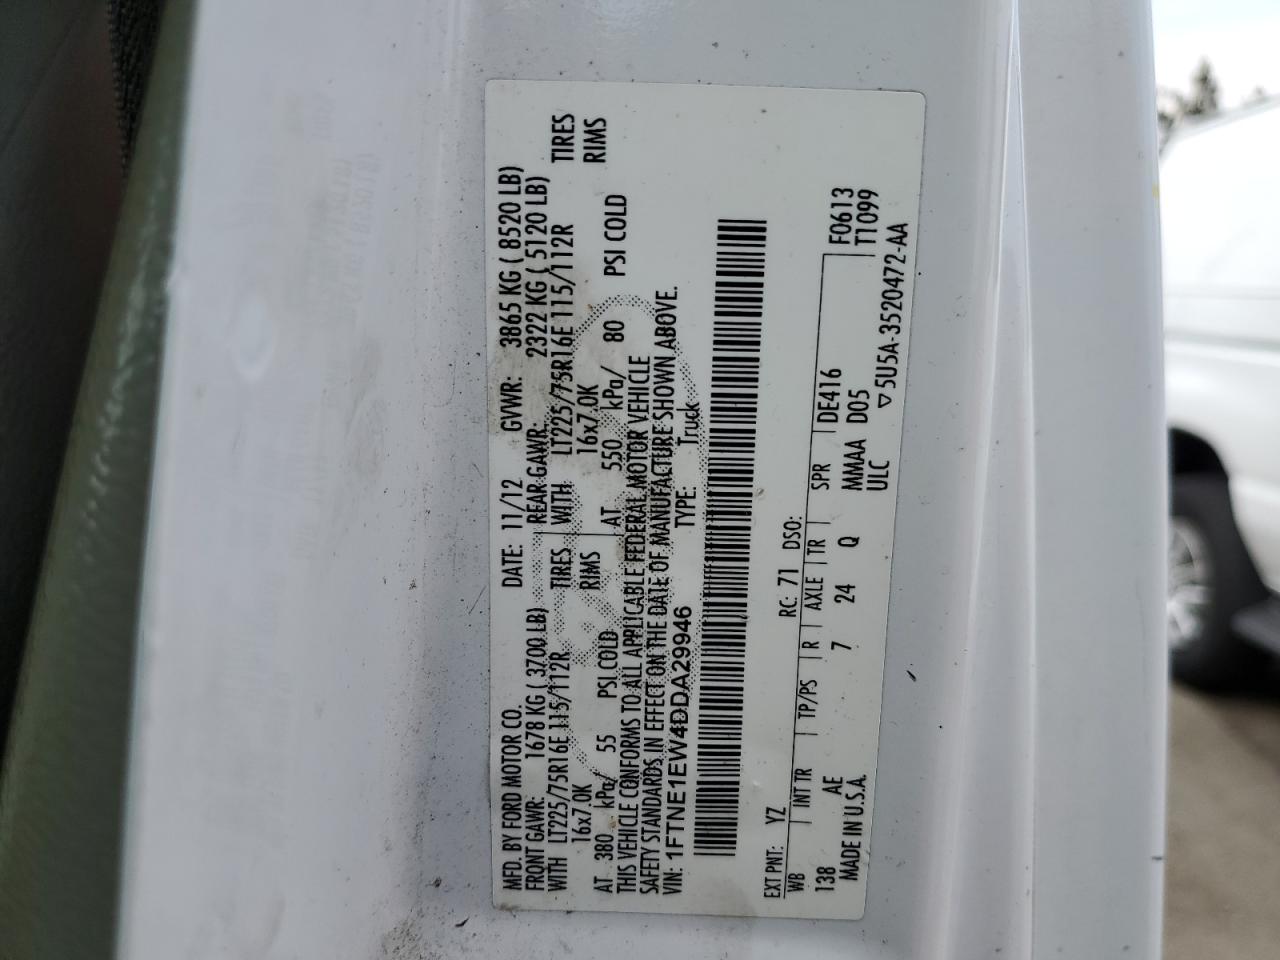 MFD. BY FORD MOTOR CO. DATE: 11/12 GVWR: 3865 KG ( 8520 LB)
FRONT GAWR: 1678 KG ( 3700 LB) REAR GAWR: 2322 KG ( 5120 LB)
WITH LT225/75R16E 115/112R TIRES WITH LT225/75R16E 115/112R TIRES
16x7.0K RIMS 16x7.0K RIMS
AT 380 kPa/ 55 PSI COLD AT 550 kPa/ 80 PSI COLD
THIS VEHICLE CONFORMS TO ALL APPLICABLE FEDERAL MOTOR VEHICLE
SAFETY STANDARDS IN EFFECT ON THE DATE OF MANUFACTURE SHOWN ABOVE.
VIN: 1FTNE1EW4DDA29946 TYPE: Truck
EXT PNT: YZ RC: 71 DSO:
WB INT TR TP/PS R AXLE TR SPR DE416 F0613
138 AE 7 24 Q MMAA D05 T1099
MADE IN U.S.A. ULC ▽5U5A-3520472-AA